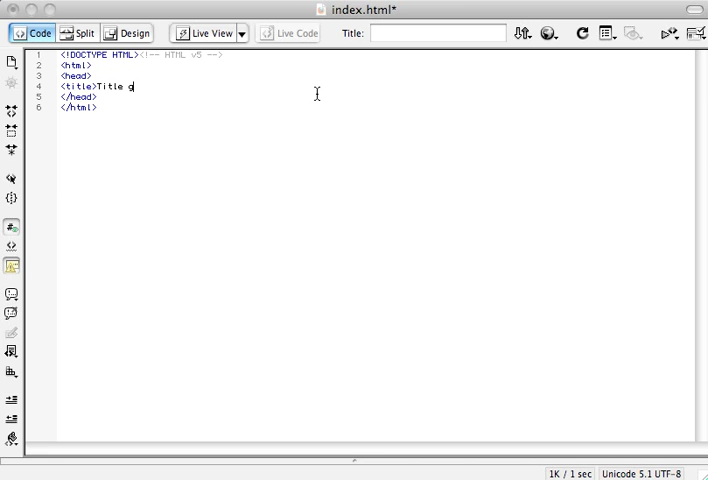 index.html*
Code Split Design Live View Live Code Title:
1 <!DOCTYPE HTML><!-- HTML v5 -->
2 <html>
3 <head>
4 <title>Title g
5 </head>
6 </html>
1K / 1 sec Unicode 5.1 UTF-8